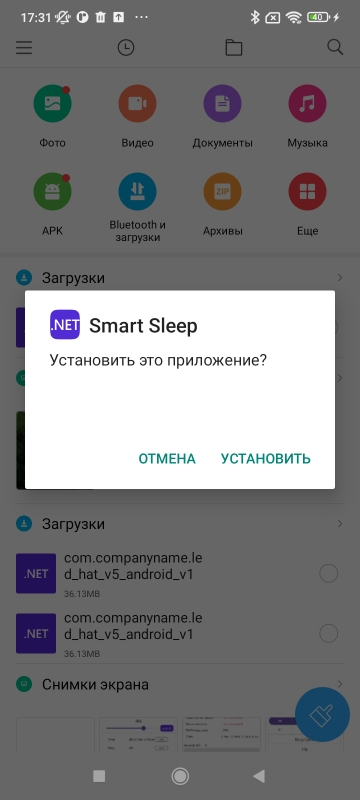 17:31
40
Фото
Видео
Документы
Музыка
ZIP
APK
Bluetooth и
загрузки
Архивы
Еще
Загрузки
.NET Smart Sleep
Установить это приложение?
ОТМЕНА УСТАНОВИТЬ
Загрузки
.NET
com.companyname.le
d_hat_v5_android_v1
36.13MB
.NET
com.companyname.le
d_hat_v5_android_v1
36.13MB
Снимки экрана